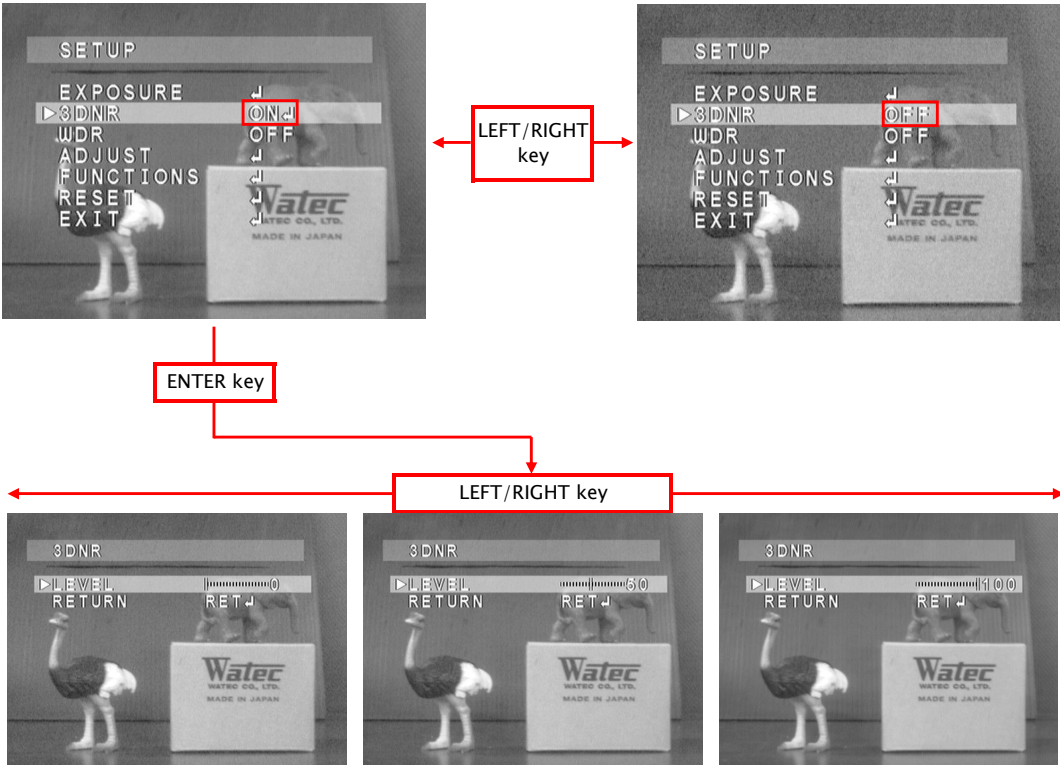 SETUP
EXPOSURE ↲
▷3DNR ON↲
WDR OFF
ADJUST ↲
FUNCTIONS ↲
RESET ↲
EXIT ↲
Watec
WATEC CO., LTD.
MADE IN JAPAN
LEFT/RIGHT
key
SETUP
EXPOSURE ↲
▷3DNR OFF
WDR OFF
ADJUST ↲
FUNCTIONS ↲
RESET ↲
EXIT ↲
Watec
WATEC CO., LTD.
MADE IN JAPAN
ENTER key
LEFT/RIGHT key
3DNR
▷LEVEL 0
RETURN RET↲
Watec
WATEC CO., LTD.
MADE IN JAPAN
3DNR
▷LEVEL 50
RETURN RET↲
Watec
WATEC CO., LTD.
MADE IN JAPAN
3DNR
▷LEVEL 100
RETURN RET↲
Watec
WATEC CO., LTD.
MADE IN JAPAN